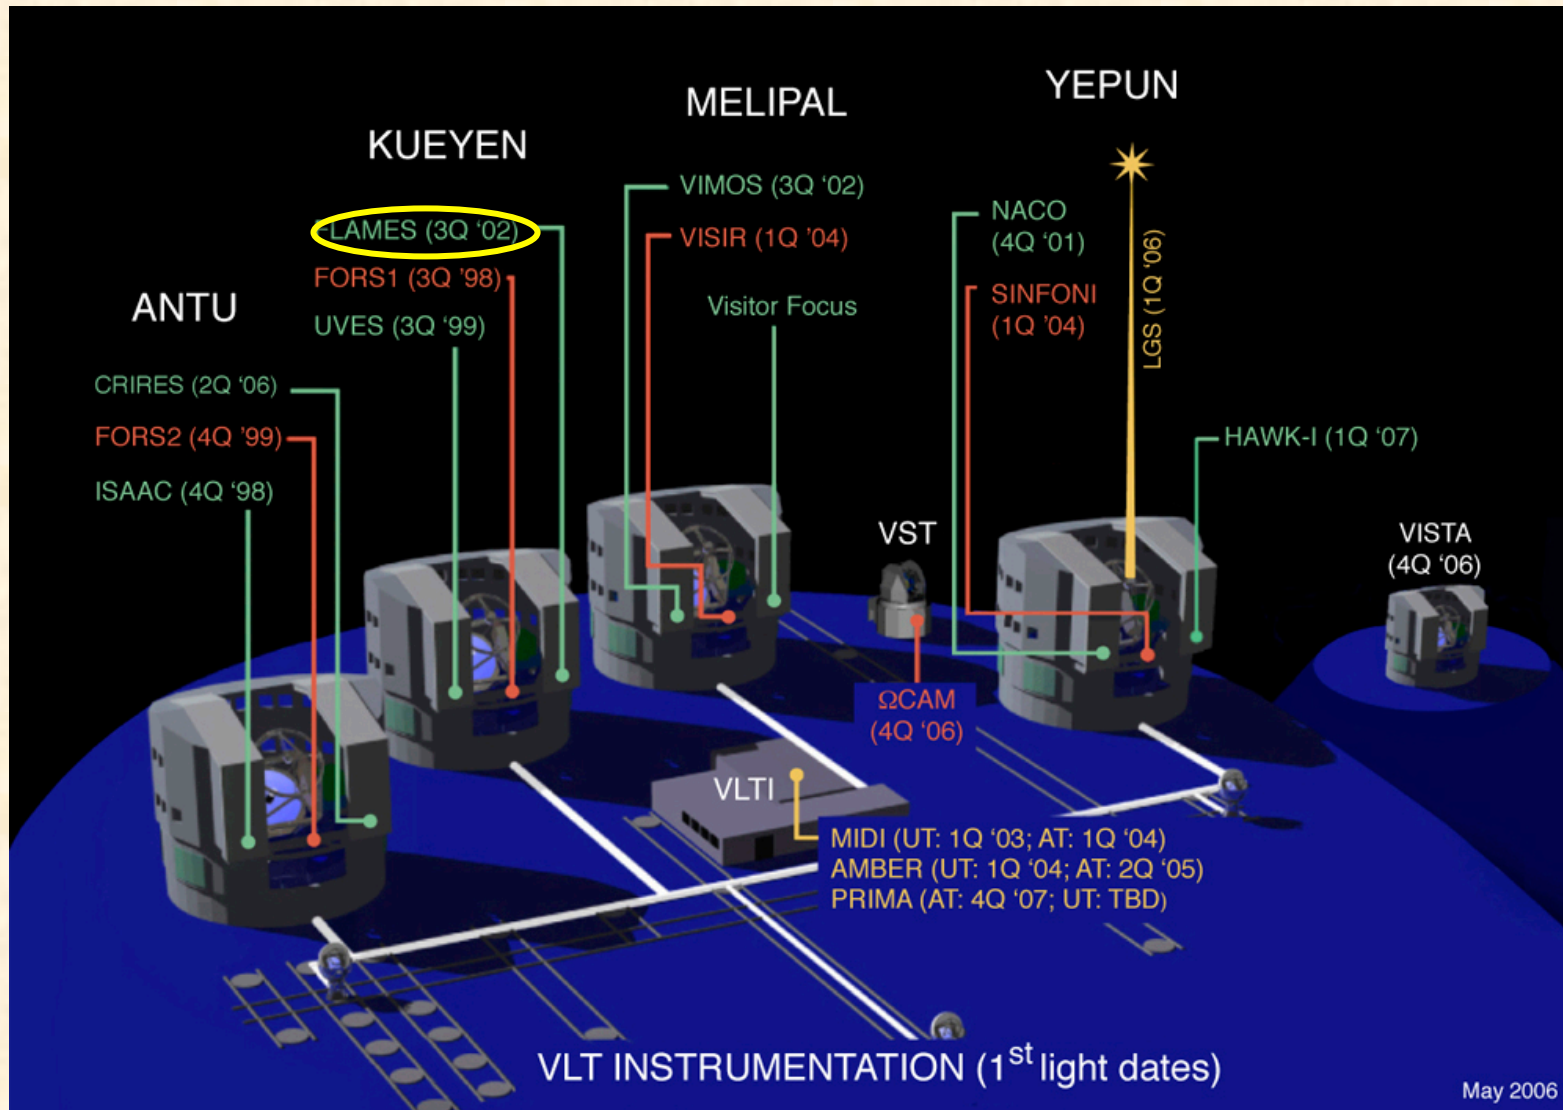 YEPUN
MELIPAL
KUEYEN
ANTU
FLAMES (3Q ‘02)
FORS1 (3Q ’98)
UVES (3Q ‘99)
CRIRES (2Q ‘06)
FORS2 (4Q ’99)
ISAAC (4Q ‘98)
VIMOS (3Q ‘02)
VISIR (1Q ‘04)
Visitor Focus
NACO
(4Q ‘01)
SINFONI
(1Q ’04)
LGS (1Q ‘06)
HAWK-I (1Q ‘07)
VST
ΩCAM
(4Q ‘06)
VISTA
(4Q ‘06)
VLTI
MIDI (UT: 1Q ‘03; AT: 1Q ‘04)
AMBER (UT: 1Q ‘04; AT: 2Q ‘05)
PRIMA (AT: 4Q ‘07; UT: TBD)
VLT INSTRUMENTATION (1st light dates)
May 2006